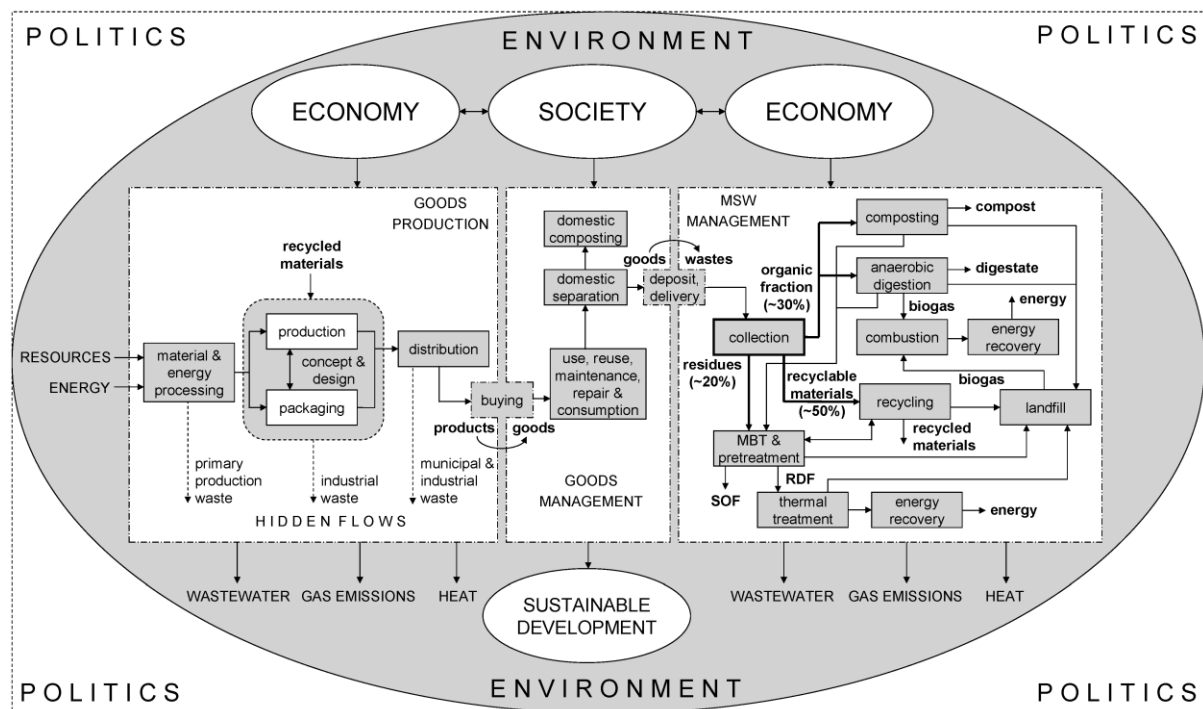 POLITICS
ENVIRONMENT
POLITICS
ECONOMY
SOCIETY
ECONOMY
GOODS
PRODUCTION
recycled
materials
production
concept &
design
packaging
RESOURCES
ENERGY
material &
energy
processing
distribution
primary
production
waste
industrial
waste
municipal &
industrial
waste
HIDDEN FLOWS
buying
products
goods
domestic
composting
domestic
separation
use, reuse,
maintenance,
repair &
consumption
goods
wastes
deposit,
delivery
GOODS
MANAGEMENT
MSW
MANAGEMENT
composting
compost
organic
fraction
(~30%)
anaerobic
digestion
digestate
biogas
energy
collection
combustion
energy
recovery
residues
(~20%)
recyclable
materials
(~50%)
biogas
recycling
landfill
recycled
materials
MBT &
pretreatment
RDF
SOF
thermal
treatment
energy
recovery
energy
WASTEWATER
GAS EMISSIONS
HEAT
SUSTAINABLE
DEVELOPMENT
WASTEWATER
GAS EMISSIONS
HEAT
POLITICS
ENVIRONMENT
POLITICS